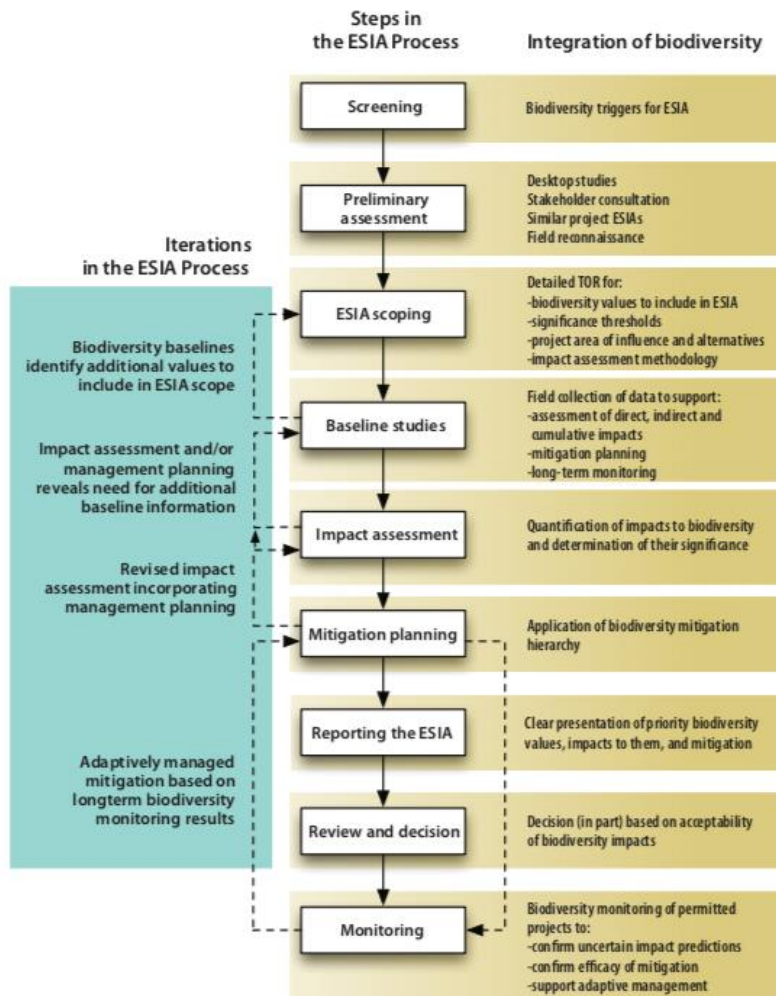 Steps in
the ESIA Process
Integration of biodiversity
Screening
Biodiversity triggers for ESIA
Preliminary
assessment
Desktop studies
Stakeholder consultation
Similar project ESIAs
Field reconnaissance
Iterations
in the ESIA Process
ESIA scoping
Detailed TOR for:
-biodiversity values to include in ESIA
-significance thresholds
-project area of influence and alternatives
-impact assessment methodology
Biodiversity baselines
identify additional values to
include in ESIA scope
Baseline studies
Field collection of data to support:
-assessment of direct, indirect and
cumulative impacts
-mitigation planning
-long-term monitoring
Impact assessment and/or
management planning
reveals need for additional
baseline information
Impact assessment
Quantification of impacts to biodiversity
and determination of their significance
Revised impact
assessment incorporating
management planning
Mitigation planning
Application of biodiversity mitigation
hierarchy
Reporting the ESIA
Clear presentation of priority biodiversity
values, impacts to them, and mitigation
Adaptively managed
mitigation based on
longterm biodiversity
monitoring results
Review and decision
Decision (in part) based on acceptability
of biodiversity impacts
Monitoring
Biodiversity monitoring of permitted
projects to:
-confirm uncertain impact predictions
-confirm efficacy of mitigation
-support adaptive management